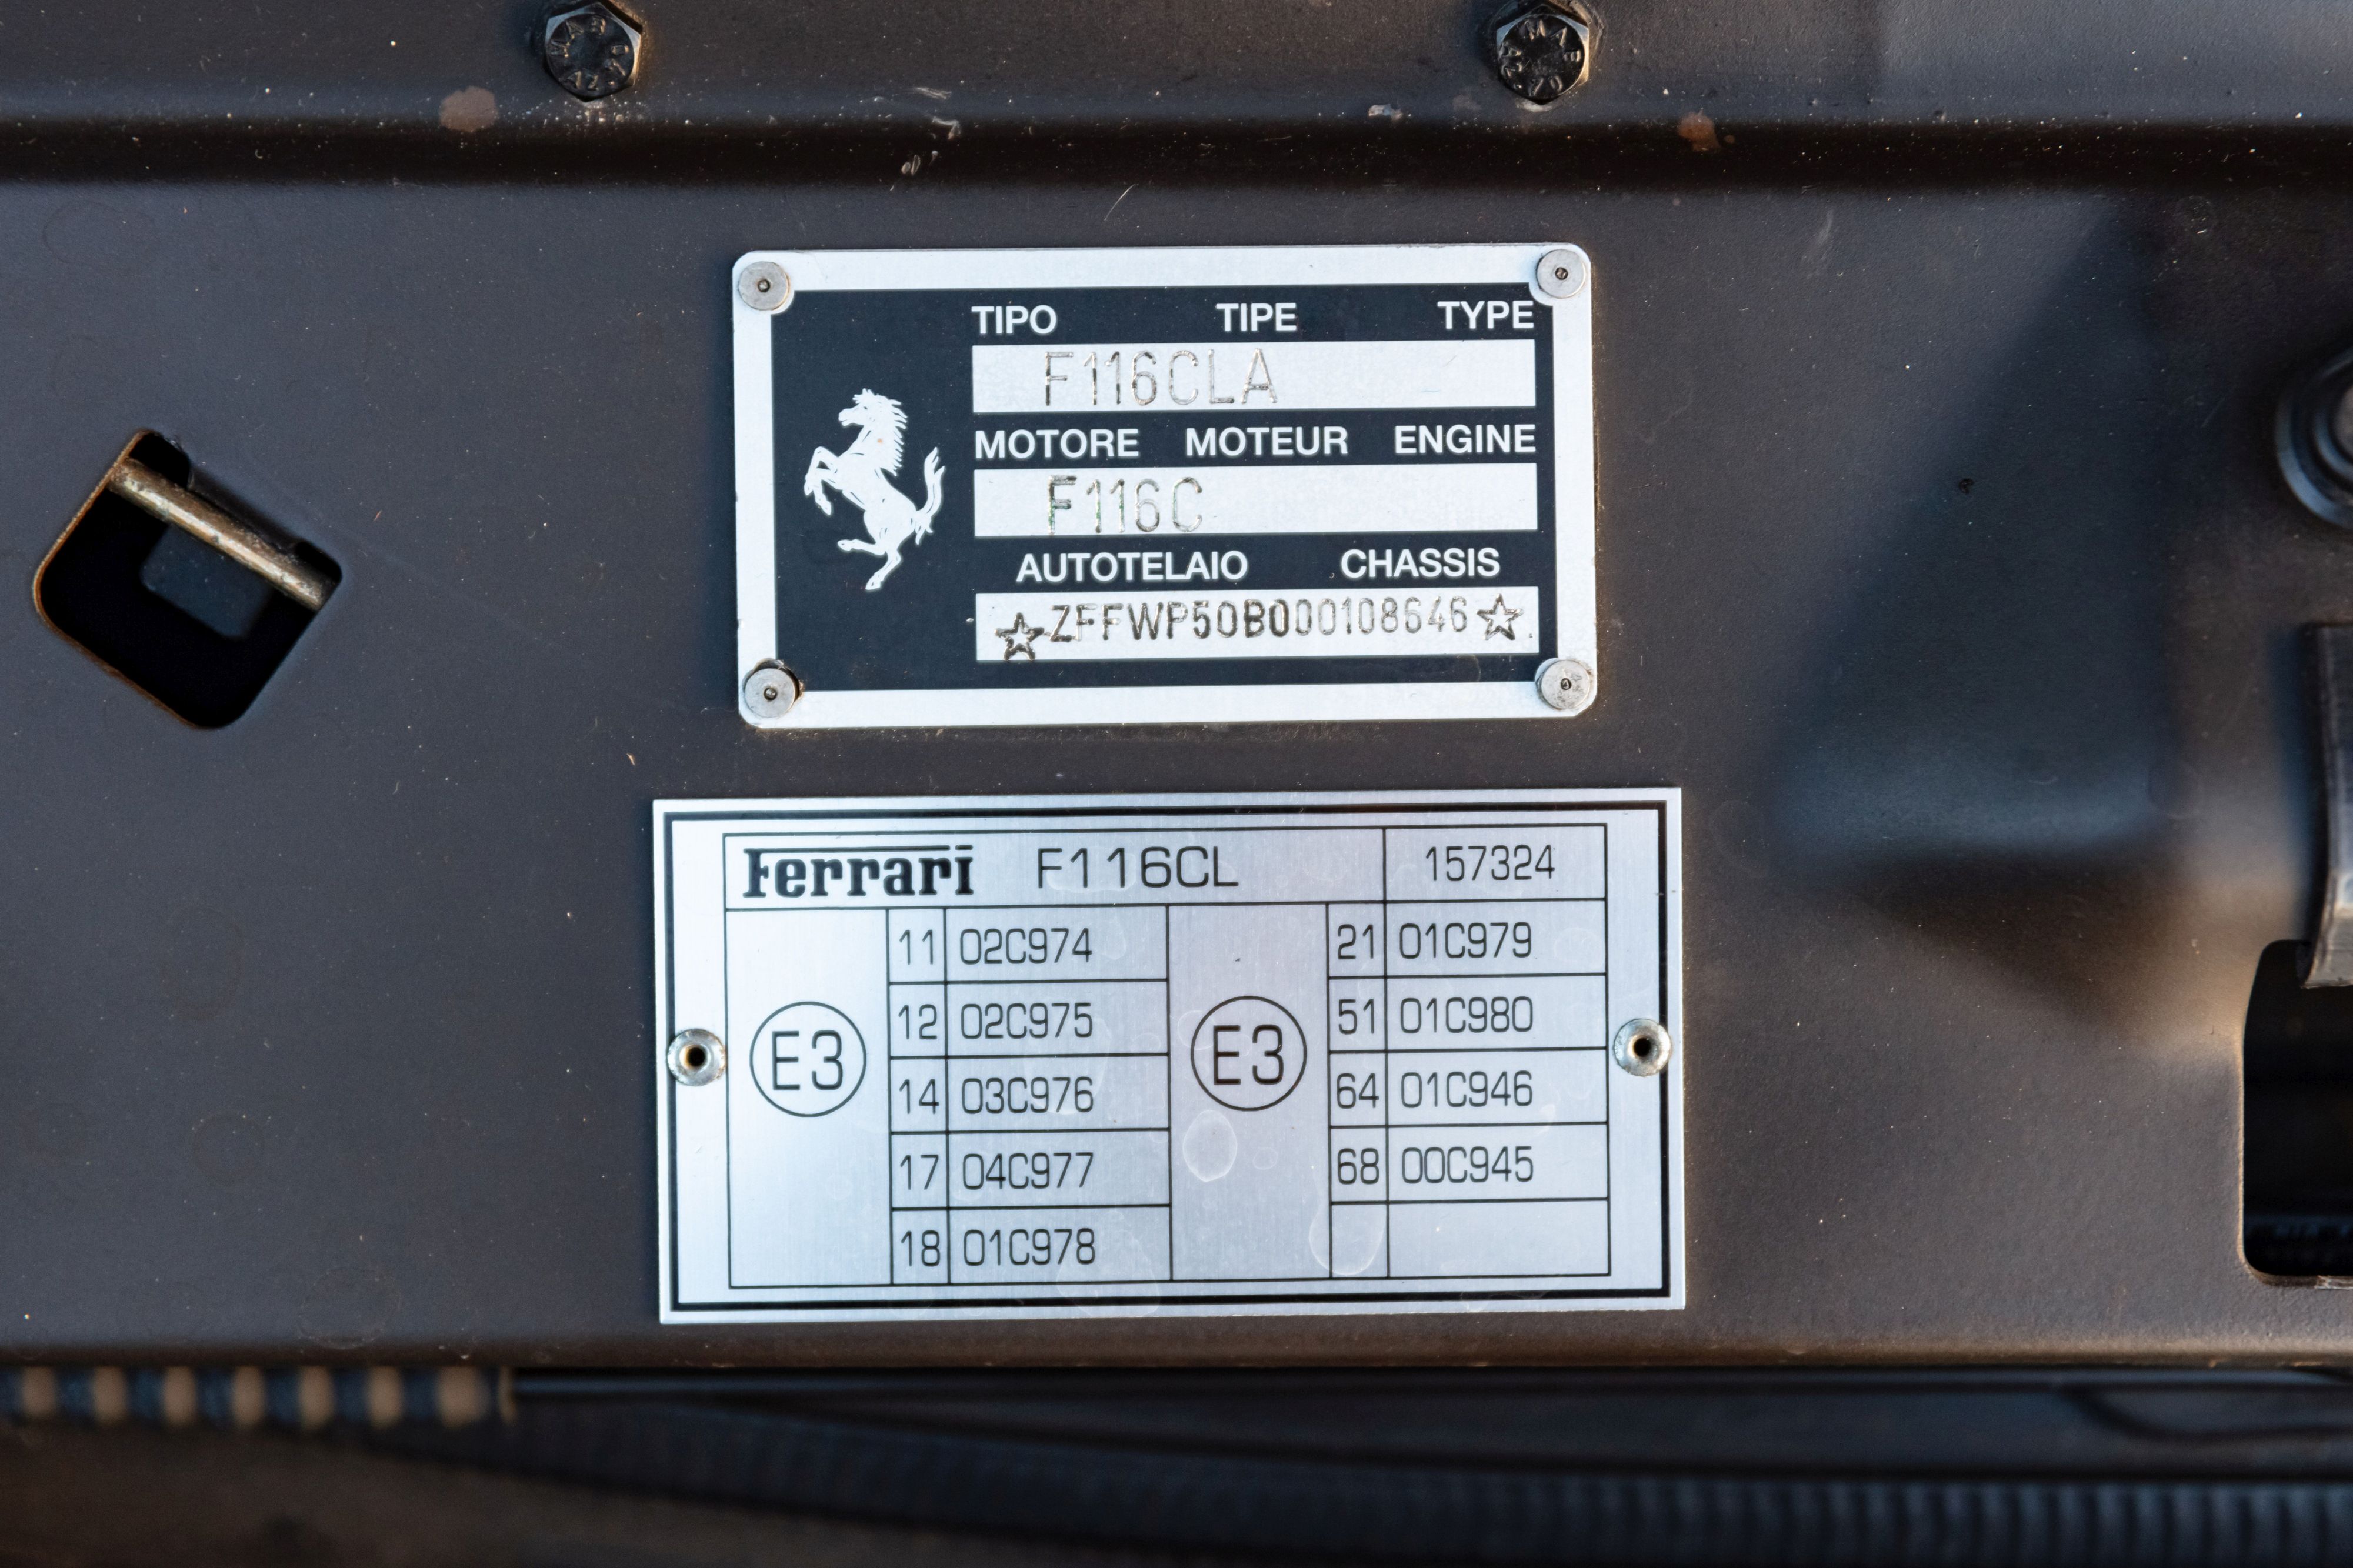 TIPO TIPE TYPE
F116CLA
MOTORE MOTEUR ENGINE
F116C
AUTOTELAIO CHASSIS
☆ZFFWP50B000108646☆
Ferrari F116CL 157324
11 02C974 21 01C979
12 02C975 51 01C980
E3 E3
14 03C976 64 01C946
17 04C977 68 00C945
18 01C978